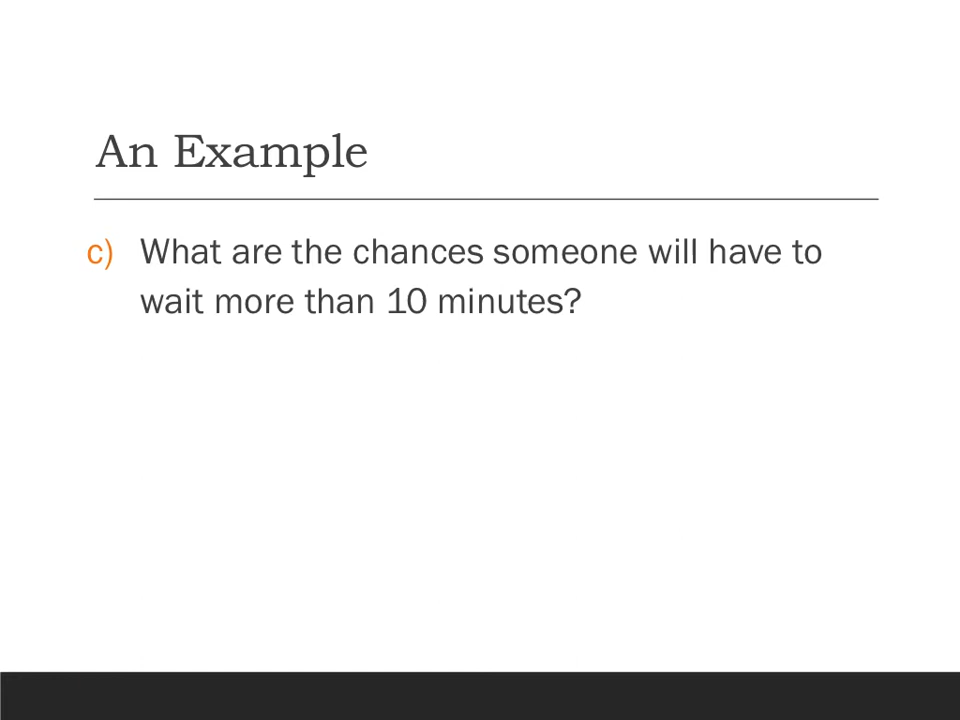 An Example
c) What are the chances someone will have to
wait more than 10 minutes?